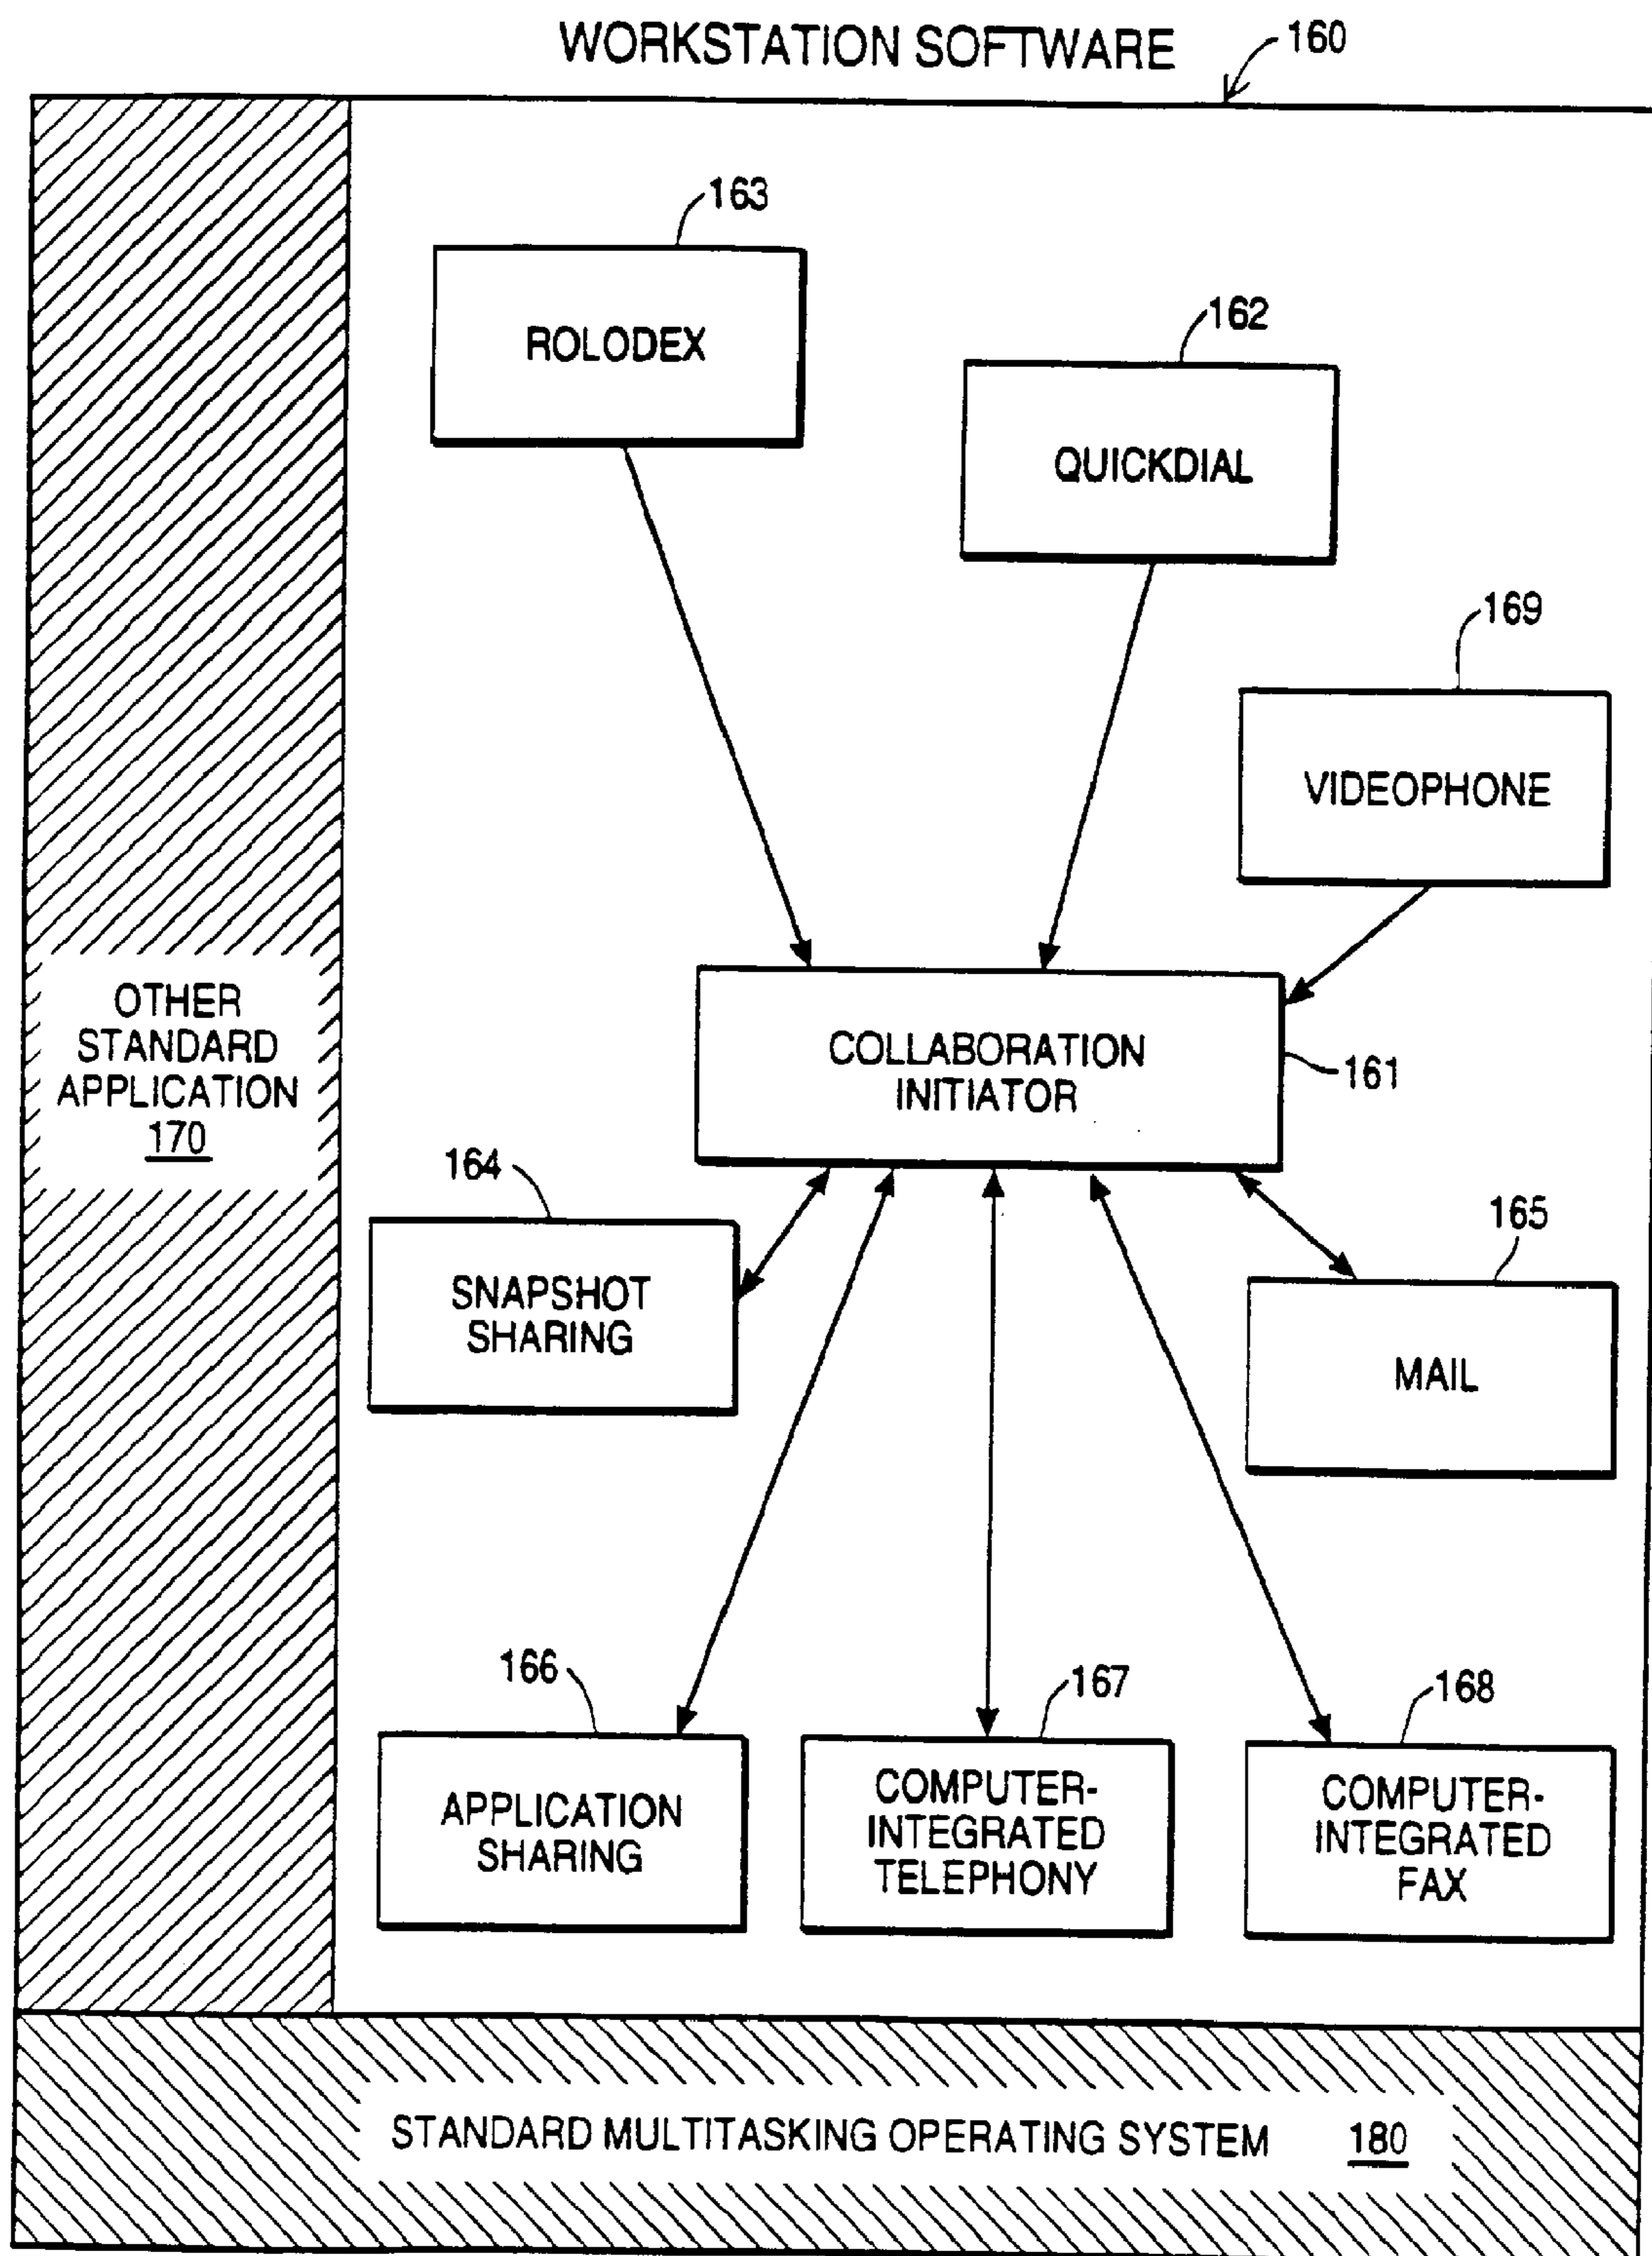 WORKSTATION SOFTWARE
160
163
ROLODEX
162
QUICKDIAL
169
VIDEOPHONE
OTHER
STANDARD
APPLICATION
170
COLLABORATION
INITIATOR
161
164
SNAPSHOT
SHARING
165
MAIL
166
APPLICATION
SHARING
167
COMPUTER-
INTEGRATED
TELEPHONY
168
COMPUTER-
INTEGRATED
FAX
STANDARD MULTITASKING OPERATING SYSTEM 180